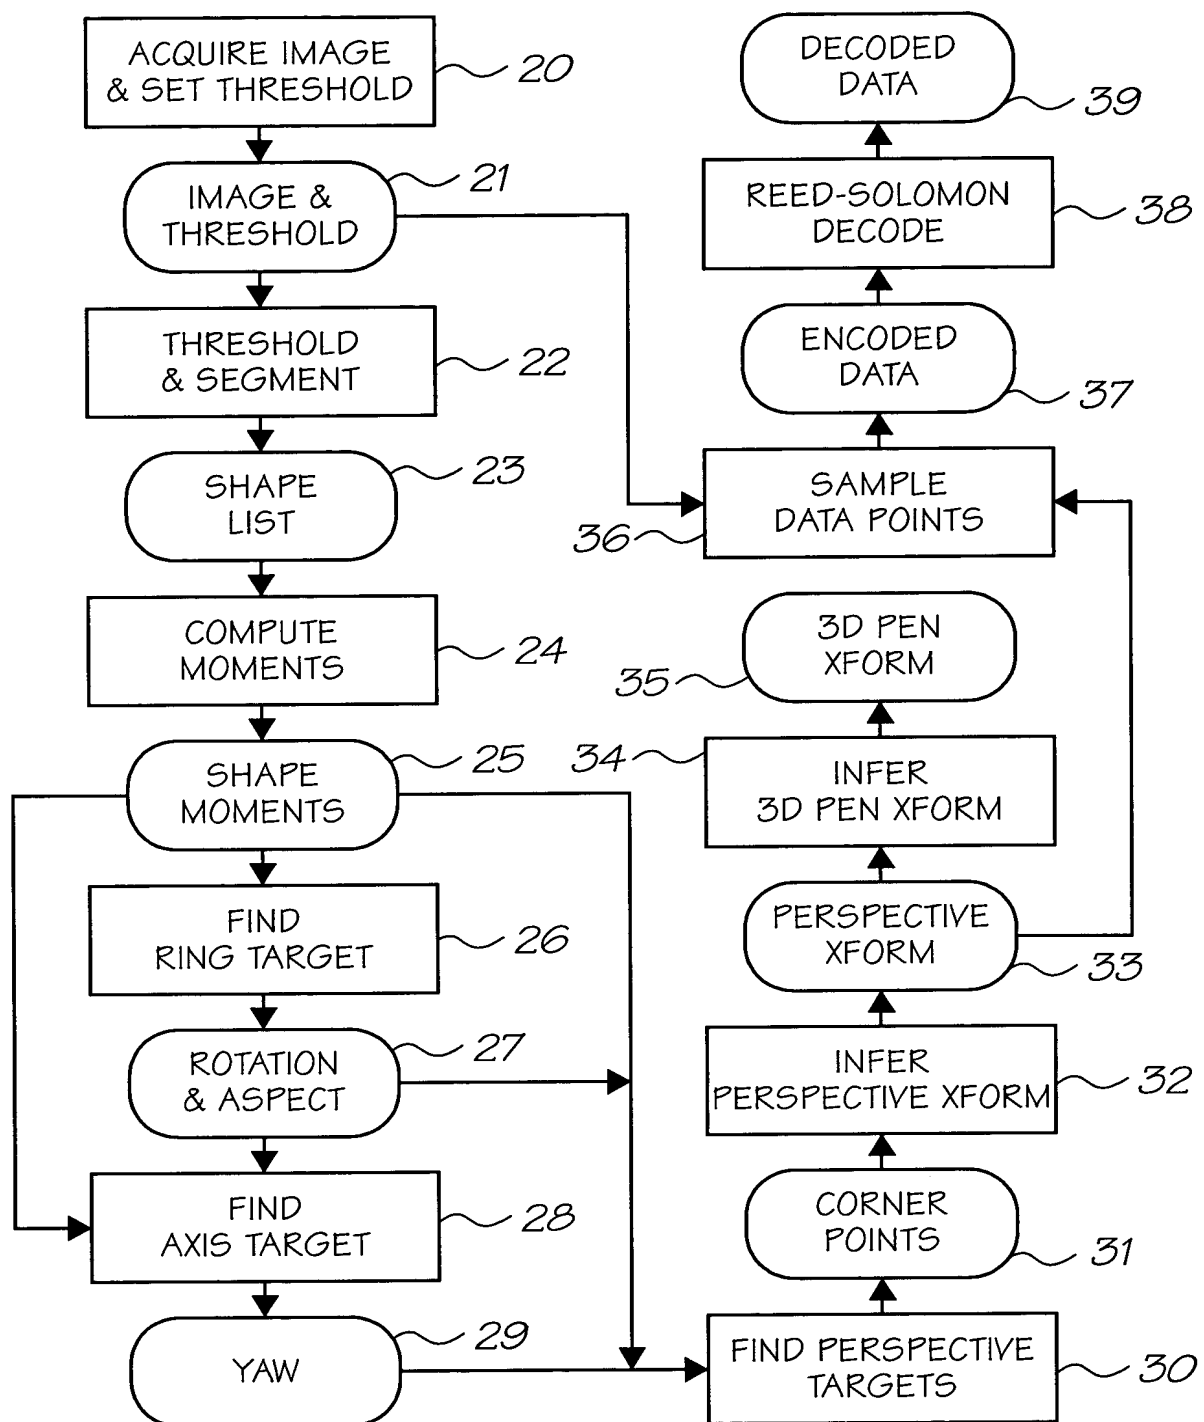 ACQUIRE IMAGE
& SET THRESHOLD
20
IMAGE &
THRESHOLD
21
THRESHOLD
& SEGMENT
22
SHAPE
LIST
23
COMPUTE
MOMENTS
24
SHAPE
MOMENTS
25
FIND
RING TARGET
26
ROTATION
& ASPECT
27
FIND
AXIS TARGET
28
YAW
29
DECODED
DATA
39
REED-SOLOMON
DECODE
38
ENCODED
DATA
37
SAMPLE
DATA POINTS
36
3D PEN
XFORM
35
34
INFER
3D PEN XFORM
PERSPECTIVE
XFORM
33
INFER
PERSPECTIVE XFORM
32
CORNER
POINTS
31
FIND PERSPECTIVE
TARGETS
30